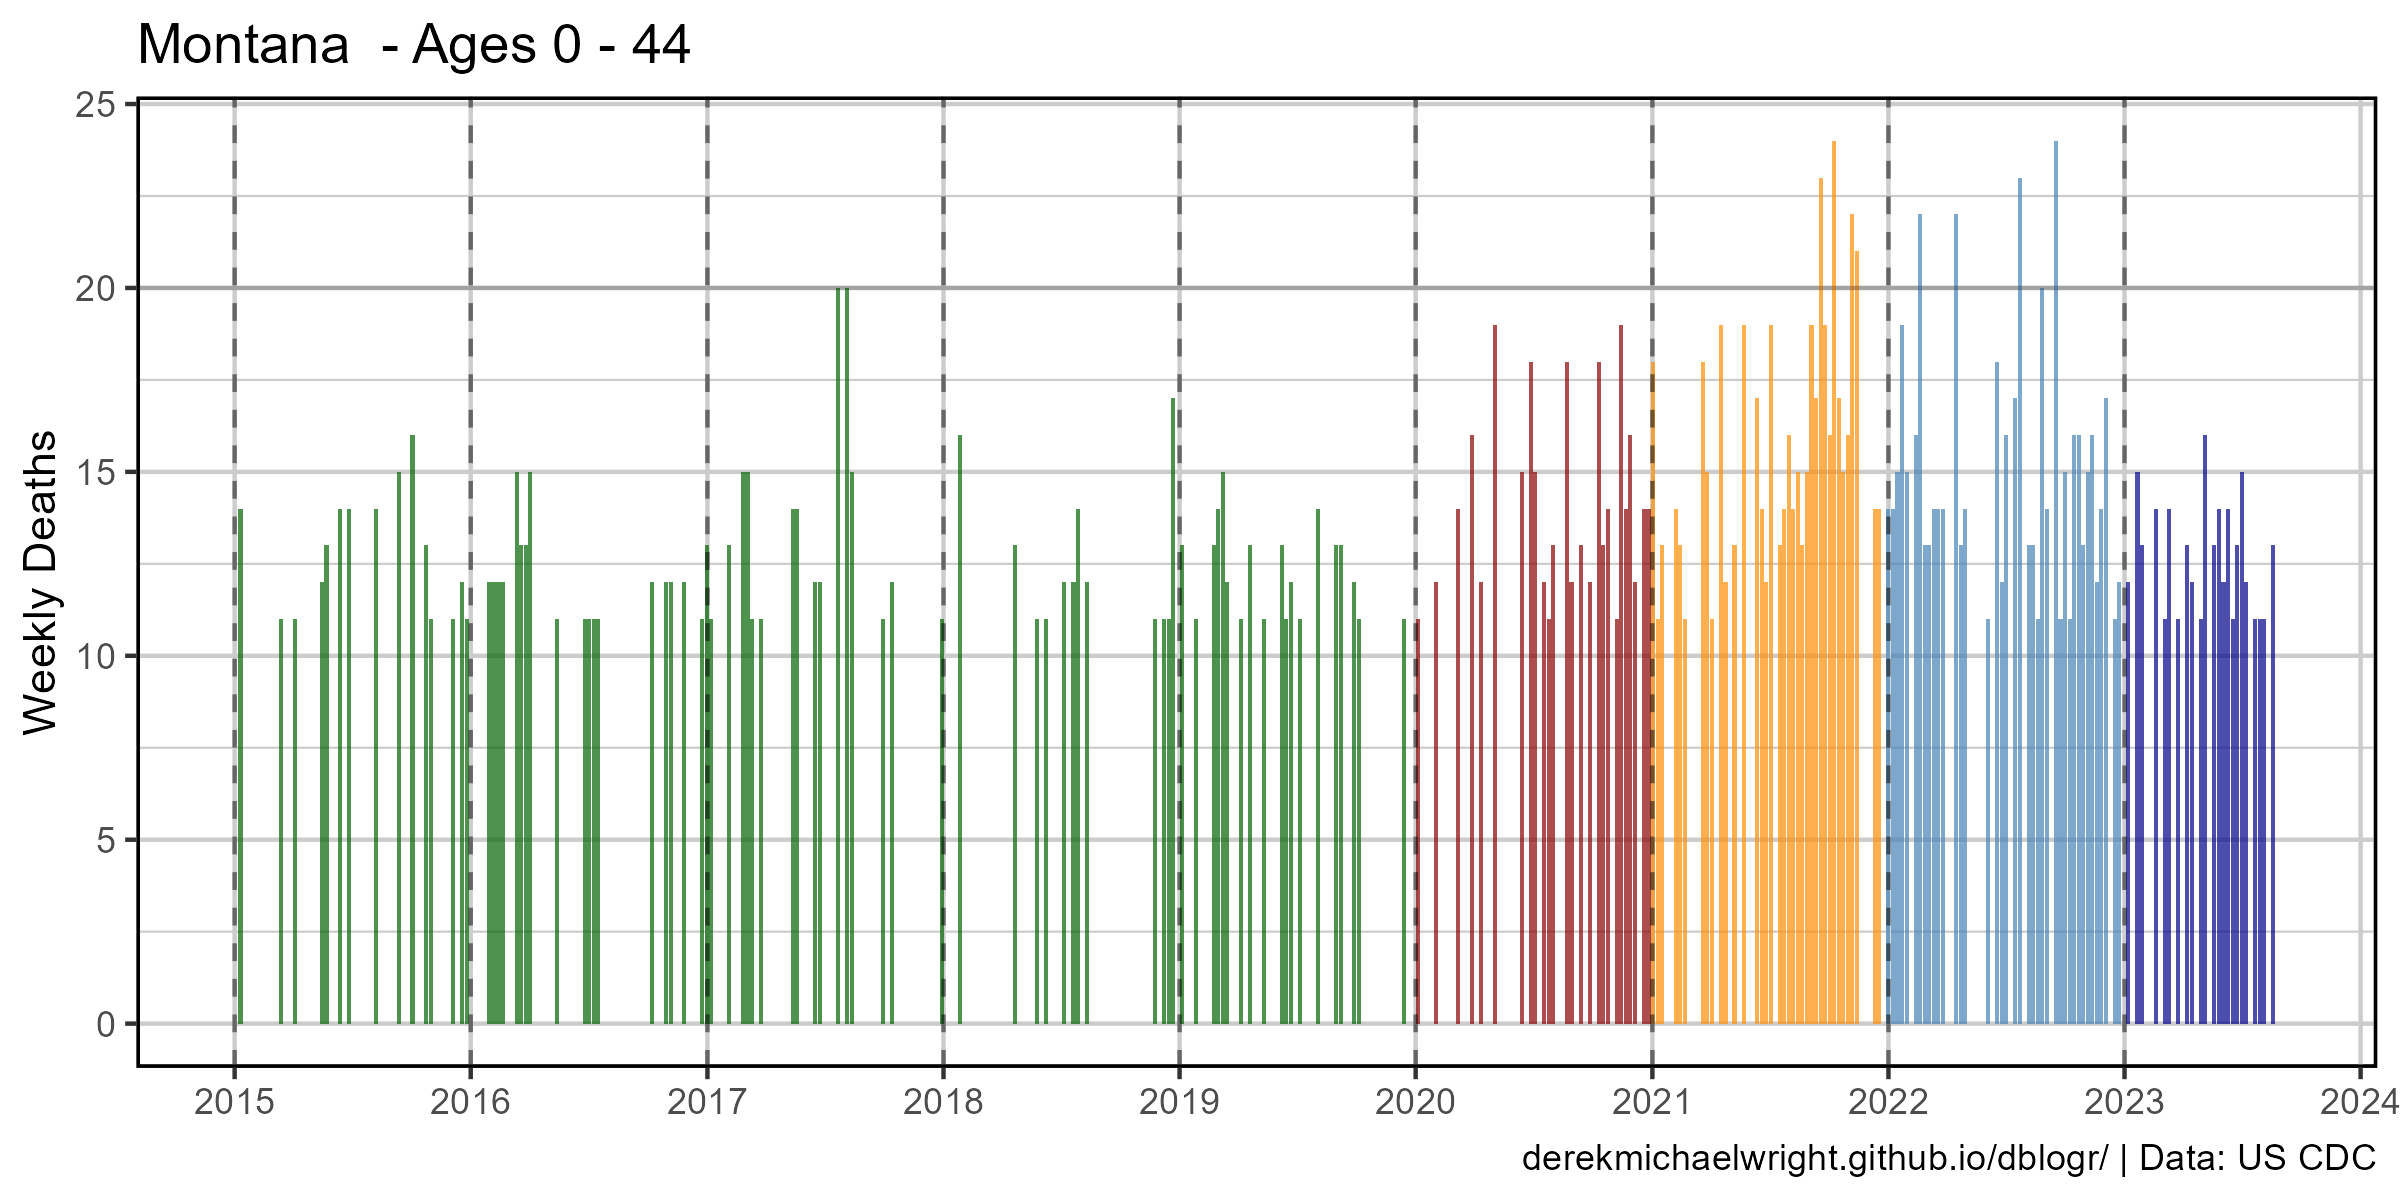 Montana  - Ages 0 - 44
Weekly Deaths
25
20
15
10
5
0
2015 2016 2017 2018 2019 2020 2021 2022 2023 2024
derekmichaelwright.github.io/dblogr/ | Data: US CDC